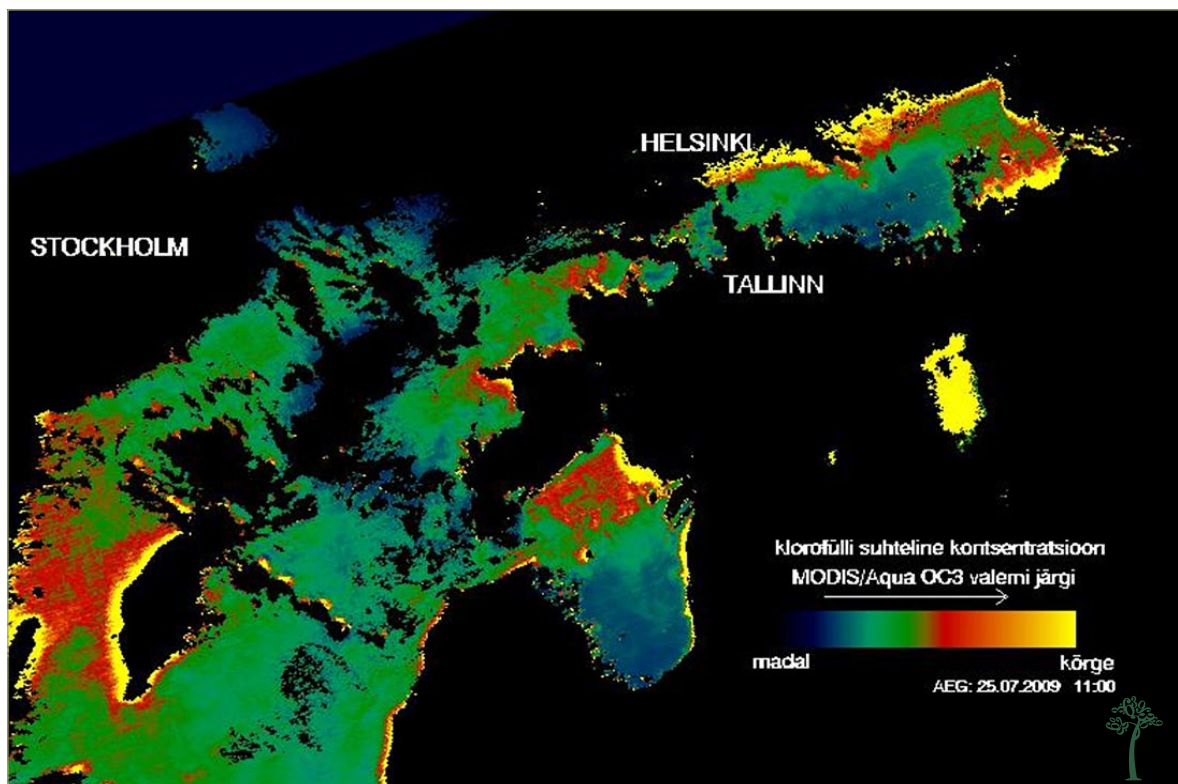 HELSINKI
STOCKHOLM
TALLINN
klorofülli suhteline kontsentratsioon
MODIS/Aqua OC3 valemi järgi
madal kõrge
AEG: 25.07.2009 11:00